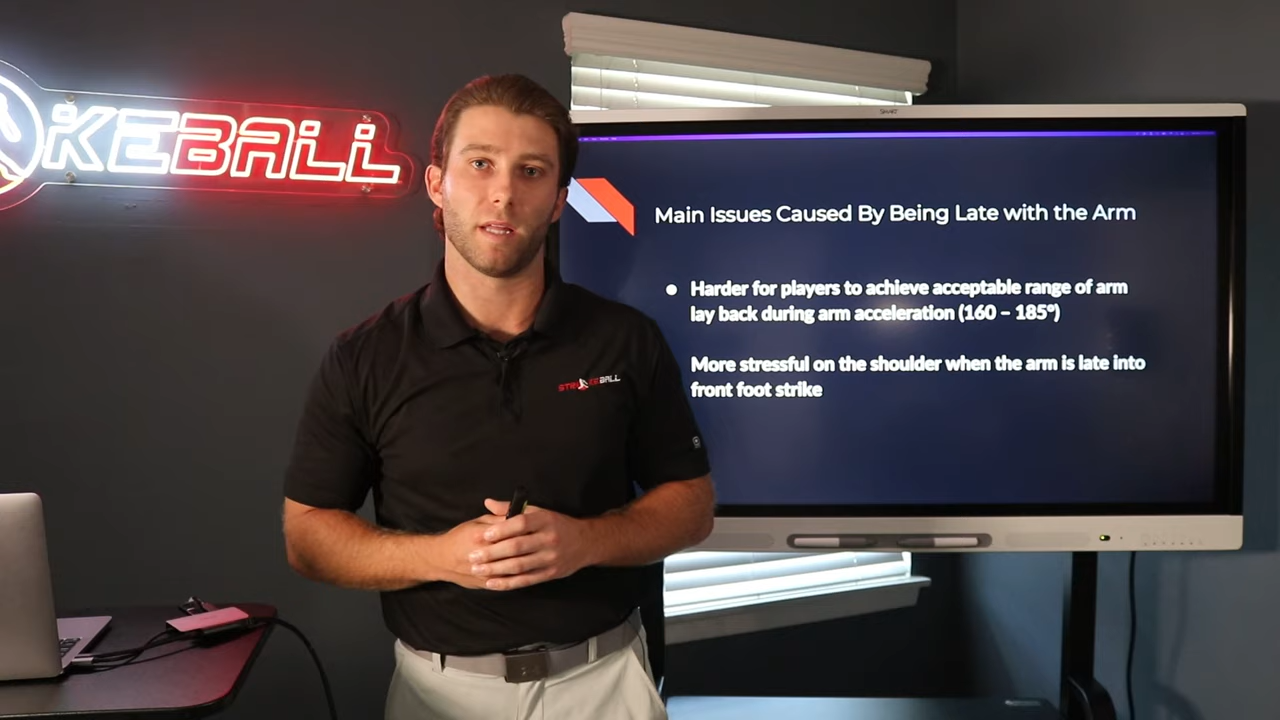 KEBALL
SMART
Main Issues Caused By Being Late with the Arm
Harder for players to achieve acceptable range of arm
lay back during arm acceleration (160 – 185°)
More stressful on the shoulder when the arm is late into
front foot strike
STRIKEBALL